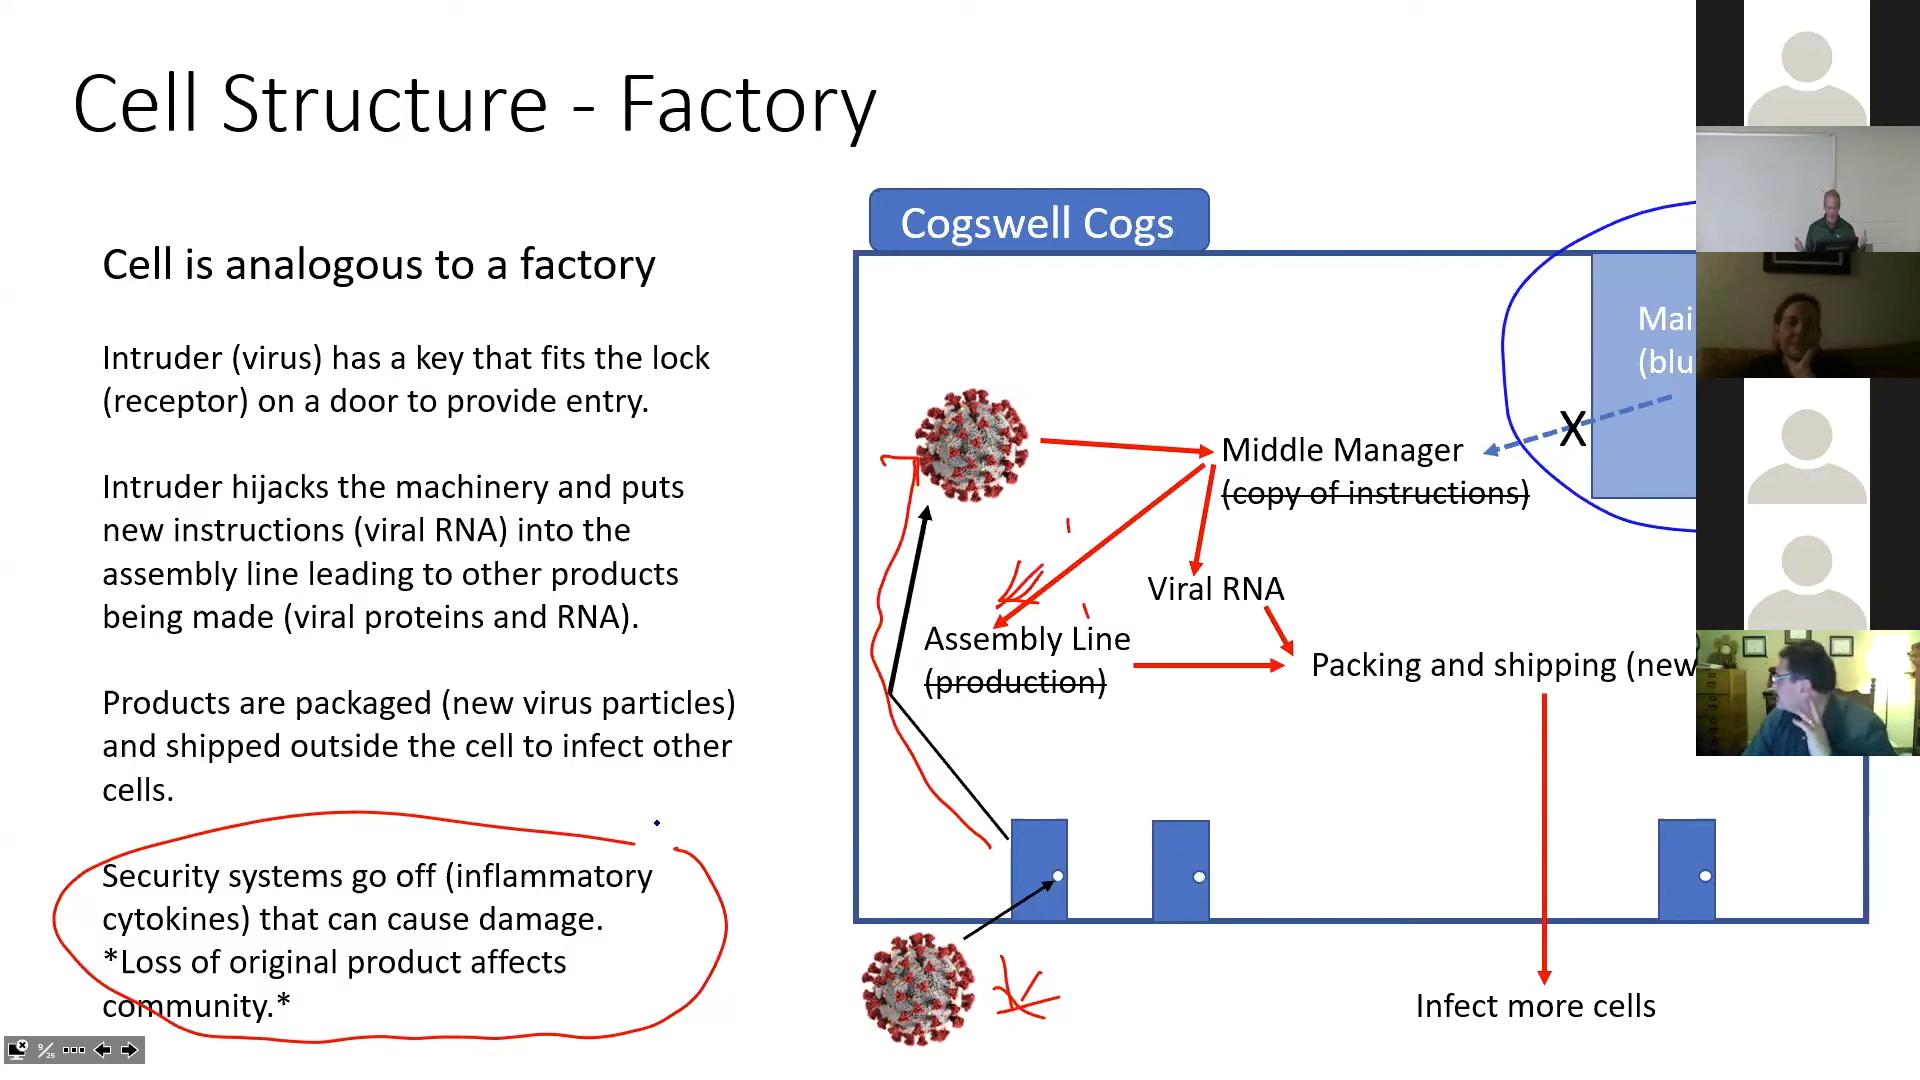 Cell Structure - Factory
Cell is analogous to a factory
Intruder (virus) has a key that fits the lock
(receptor) on a door to provide entry.
Intruder hijacks the machinery and puts
new instructions (viral RNA) into the
assembly line leading to other products
being made (viral proteins and RNA).
Products are packaged (new virus particles)
and shipped outside the cell to infect other
cells.
Security systems go off (inflammatory
cytokines) that can cause damage.
*Loss of original product affects
community.*
Cogswell Cogs
Mai
(blu
X
Middle Manager
(copy of instructions)
Viral RNA
Assembly Line
(production)
Packing and shipping (new
Infect more cells
9/25